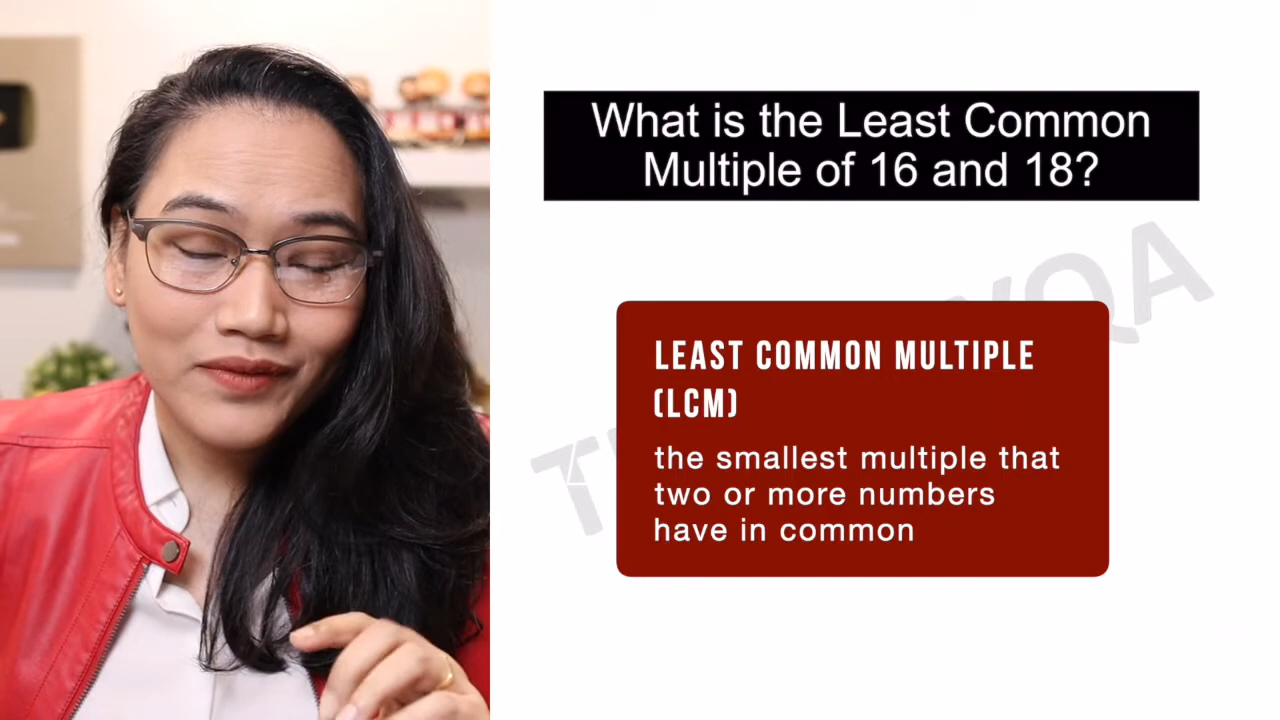 What is the Least Common
Multiple of 16 and 18?
LEAST COMMON MULTIPLE
(LCM)
the smallest multiple that
two or more numbers
have in common